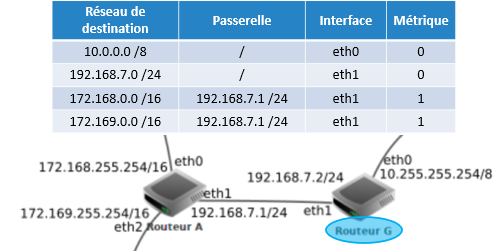 Réseau de destination Passerelle Interface Métrique
10.0.0.0 /8 / eth0 0
192.168.7.0 /24 / eth1 0
172.168.0.0 /16 192.168.7.1 /24 eth1 1
172.169.0.0 /16 192.168.7.1 /24 eth1 1
172.168.255.254/16 eth0
eth0
192.168.7.2/24 10.255.255.254/8
eth1
172.169.255.254/16 192.168.7.1/24 eth1
eth2 Routeur A
Routeur G